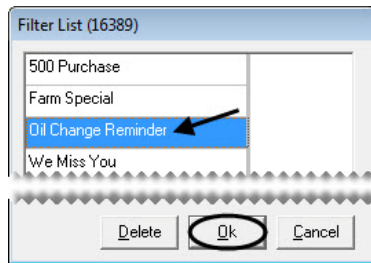 Filter List (16389)
500 Purchase
Farm Special
Oil Change Reminder
We Miss You
Delete Ok Cancel